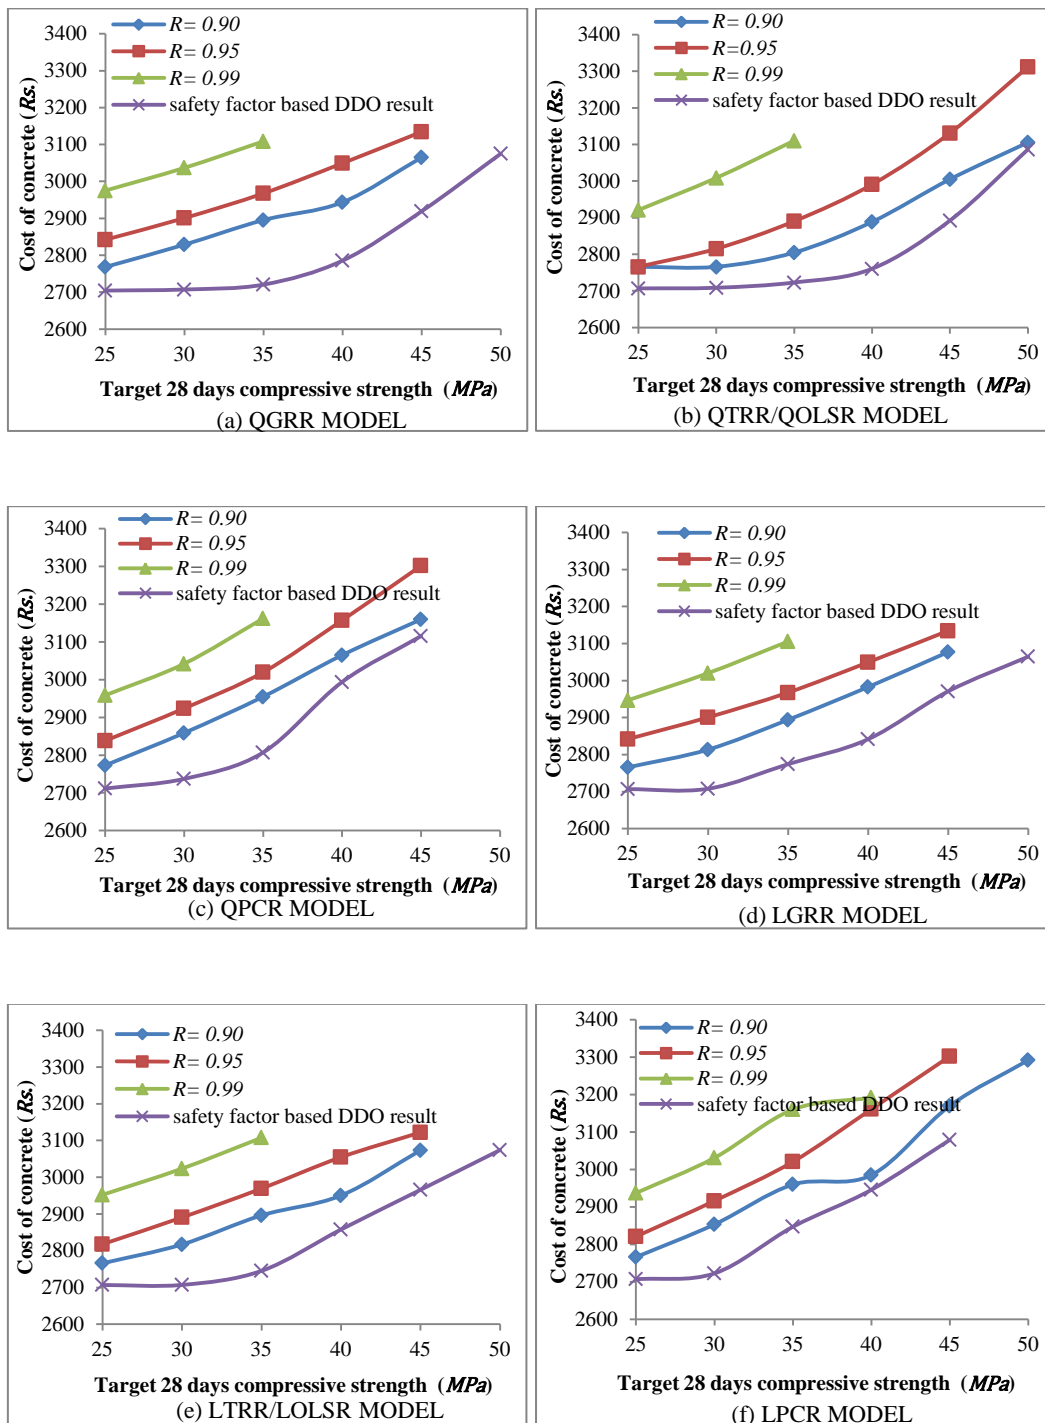 R= 0.90
R= 0.95
R= 0.99
safety factor based DDO result
Cost of concrete (Rs.)
3400
3300
3200
3100
3000
2900
2800
2700
2600
25 30 35 40 45 50
Target 28 days compressive strength (MPa)
(a) QGRR MODEL
R= 0.90
R=0.95
R= 0.99
safety factor based DDO result
Cost of concrete (Rs.)
3400
3300
3200
3100
3000
2900
2800
2700
2600
25 30 35 40 45 50
Target 28 days compressive strength (MPa)
(b) QTRR/QOLSR MODEL
R= 0.90
R= 0.95
R= 0.99
safety factor based DDO result
Cost of concrete (Rs.)
3400
3300
3200
3100
3000
2900
2800
2700
2600
25 30 35 40 45 50
Target 28 days compressive strength (MPa)
(c) QPCR MODEL
R= 0.90
R= 0.95
R= 0.99
safety factor based DDO result
Cost of concrete (Rs.)
3400
3300
3200
3100
3000
2900
2800
2700
2600
25 30 35 40 45 50
Target 28 days compressive strength (MPa)
(d) LGRR MODEL
R= 0.90
R= 0.95
R= 0.99
safety factor based DDO result
Cost of concrete (Rs.)
3400
3300
3200
3100
3000
2900
2800
2700
2600
25 30 35 40 45 50
Target 28 days compressive strength (MPa)
(e) LTRR/LOLSR MODEL
R= 0.90
R= 0.95
R= 0.99
safety factor based DDO result
Cost of concrete (Rs.)
3400
3300
3200
3100
3000
2900
2800
2700
2600
25 30 35 40 45 50
Target 28 days compressive strength (MPa)
(f) LPCR MODEL